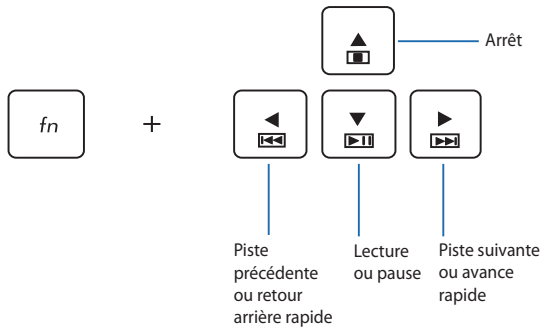 Arrêt
fn
+
Piste
précédente
ou retour
arrière rapide
Lecture
ou pause
Piste suivante
ou avance
rapide